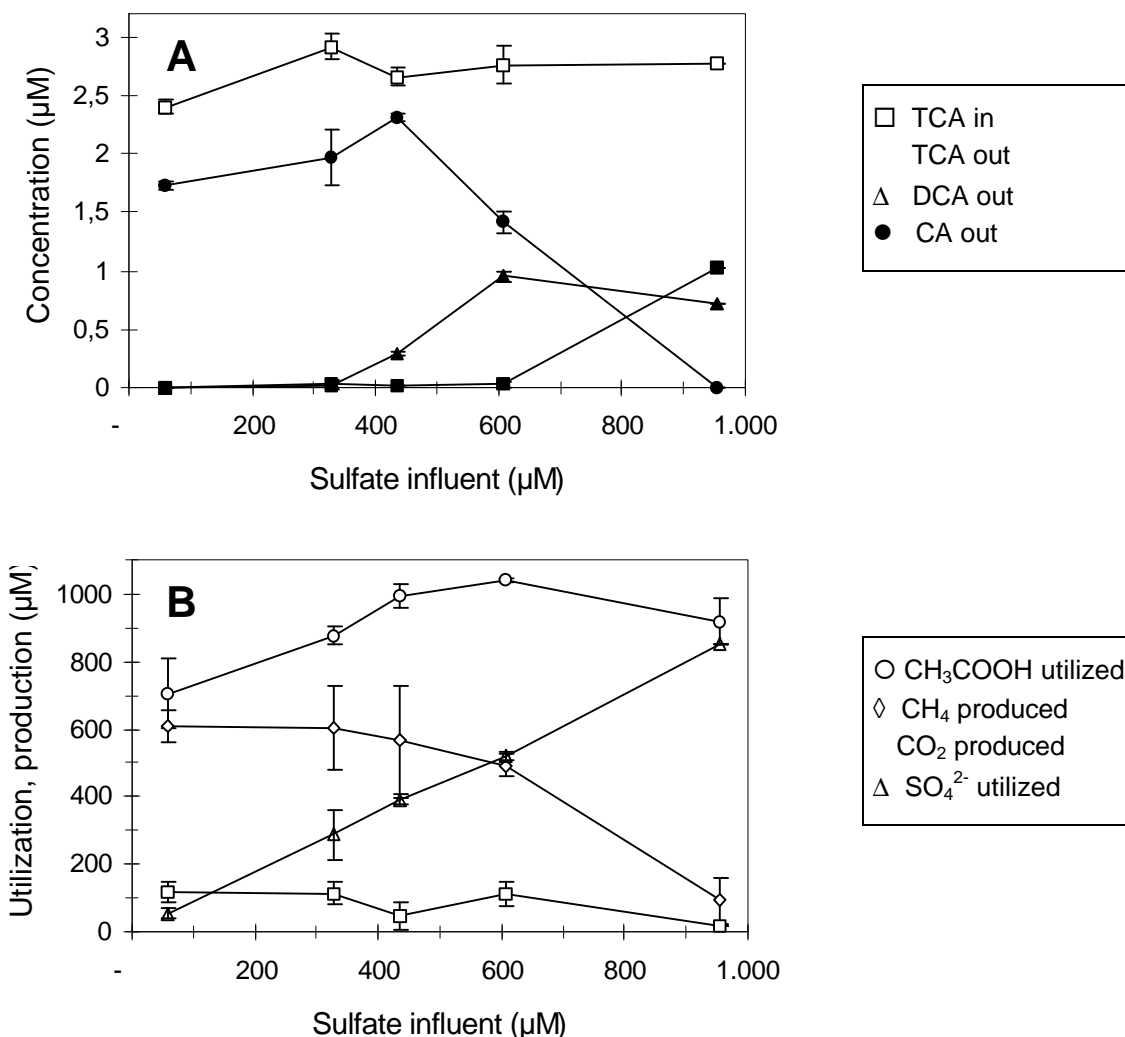 A
3
2,5
2
1,5
1
0,5
0
Concentration (µM)
-
200
400
600
800
1.000
Sulfate influent (µM)
TCA in
TCA out
DCA out
CA out
B
1000
800
600
400
200
0
Utilization, production (µM)
-
200
400
600
800
1.000
Sulfate influent (µM)
CH₃COOH utilized
CH₄ produced
CO₂ produced
SO₄²⁻ utilized